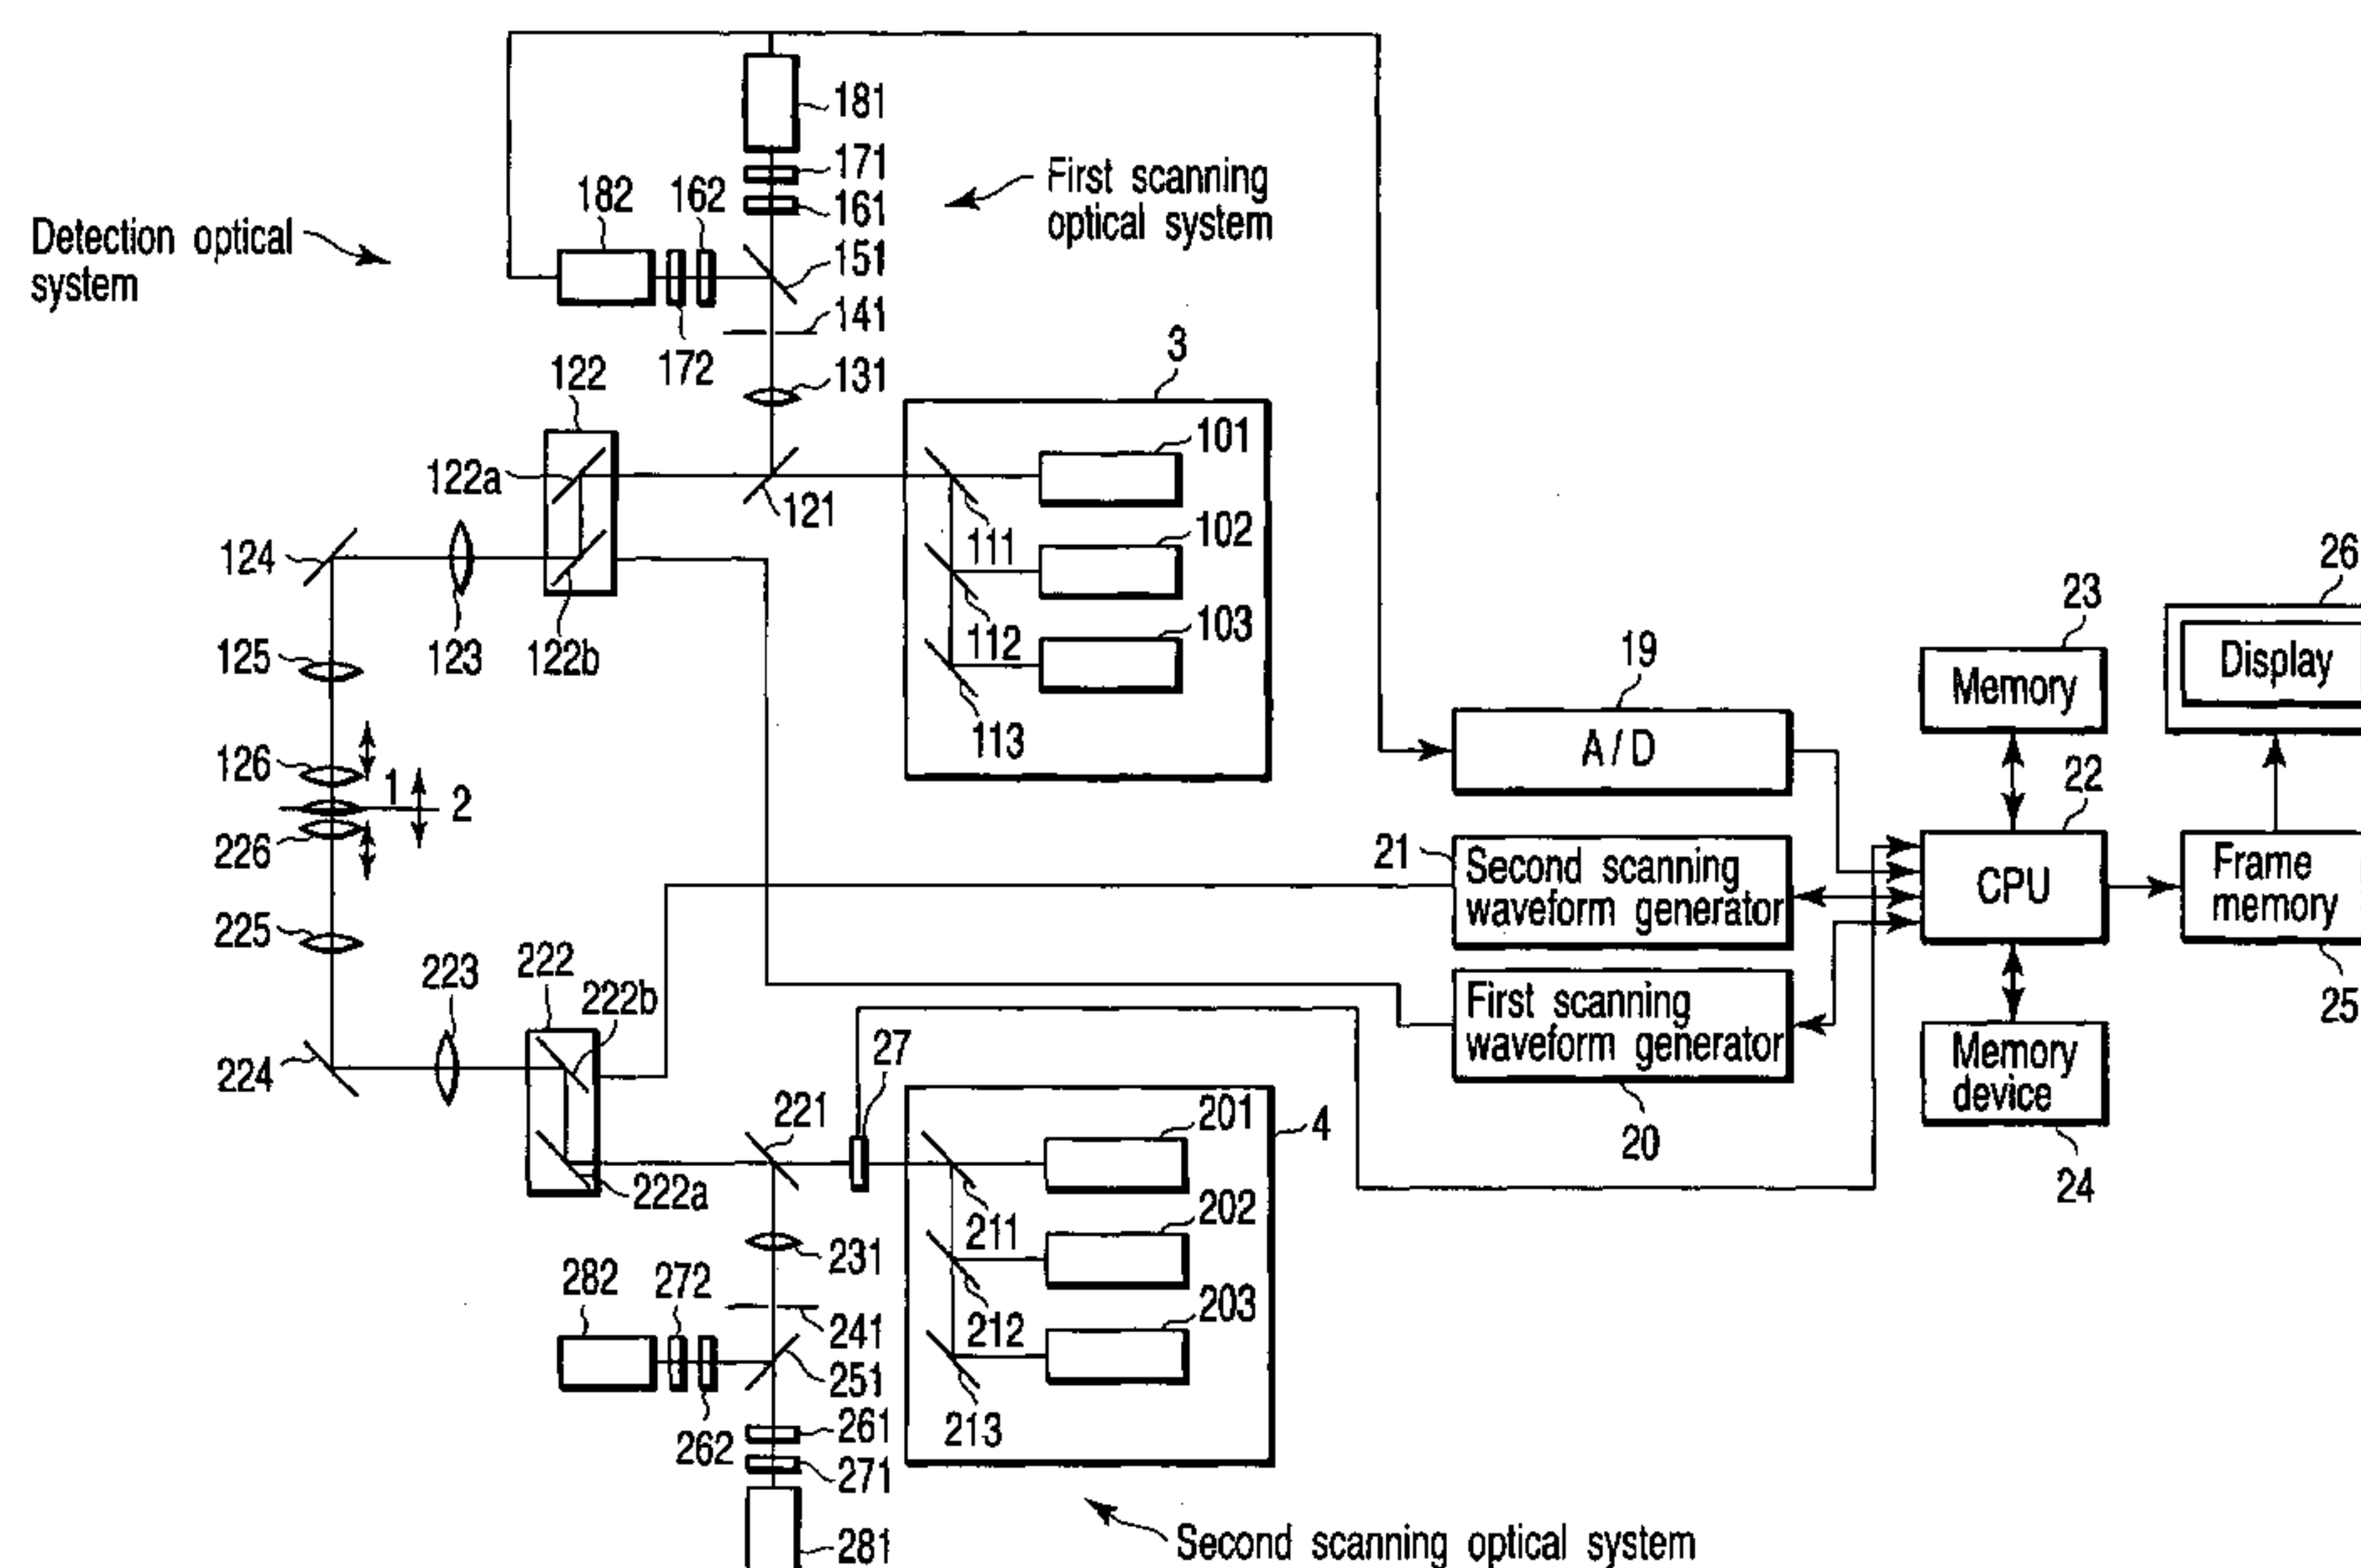 181
171
182
162
161
First scanning
optical system
Detection optical
system
151
141
172
131
3
122
101
122a
121
102
111
124
26
103
23
123
122b
112
19
125
Display
Memory
113
A/D
126
1
2
22
21
226
Second scanning
waveform generator
CPU
Frame
memory
225
223
222
222b
First scanning
waveform generator
25
27
Memory
device
224
221
201
4
20
222a
24
202
211
231
282
272
203
212
241
251
213
261
262
271
281
Second scanning optical system